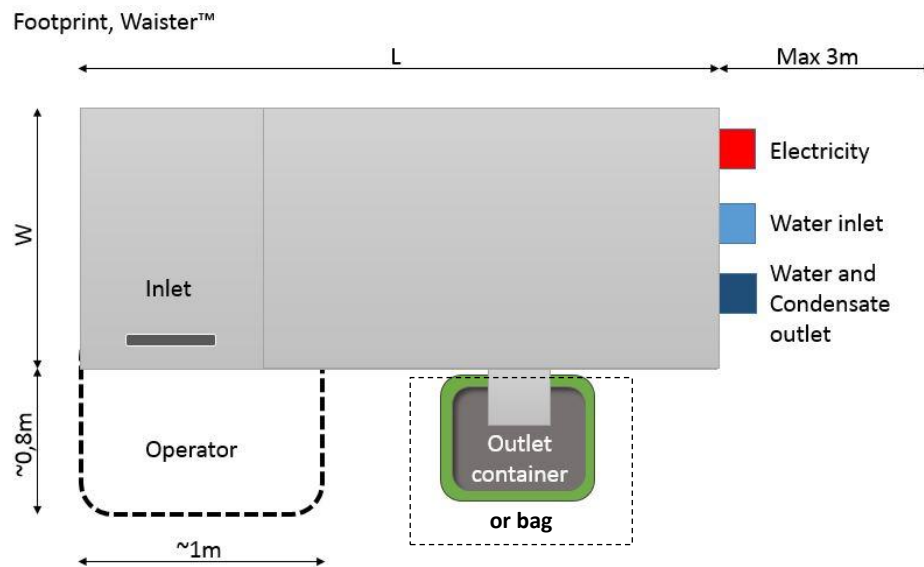 Footprint, Waister™
L
Max 3m
Electricity
W
Water inlet
Water and
Condensate
outlet
Inlet
~0,8m
Operator
Outlet
container
or bag
~1m